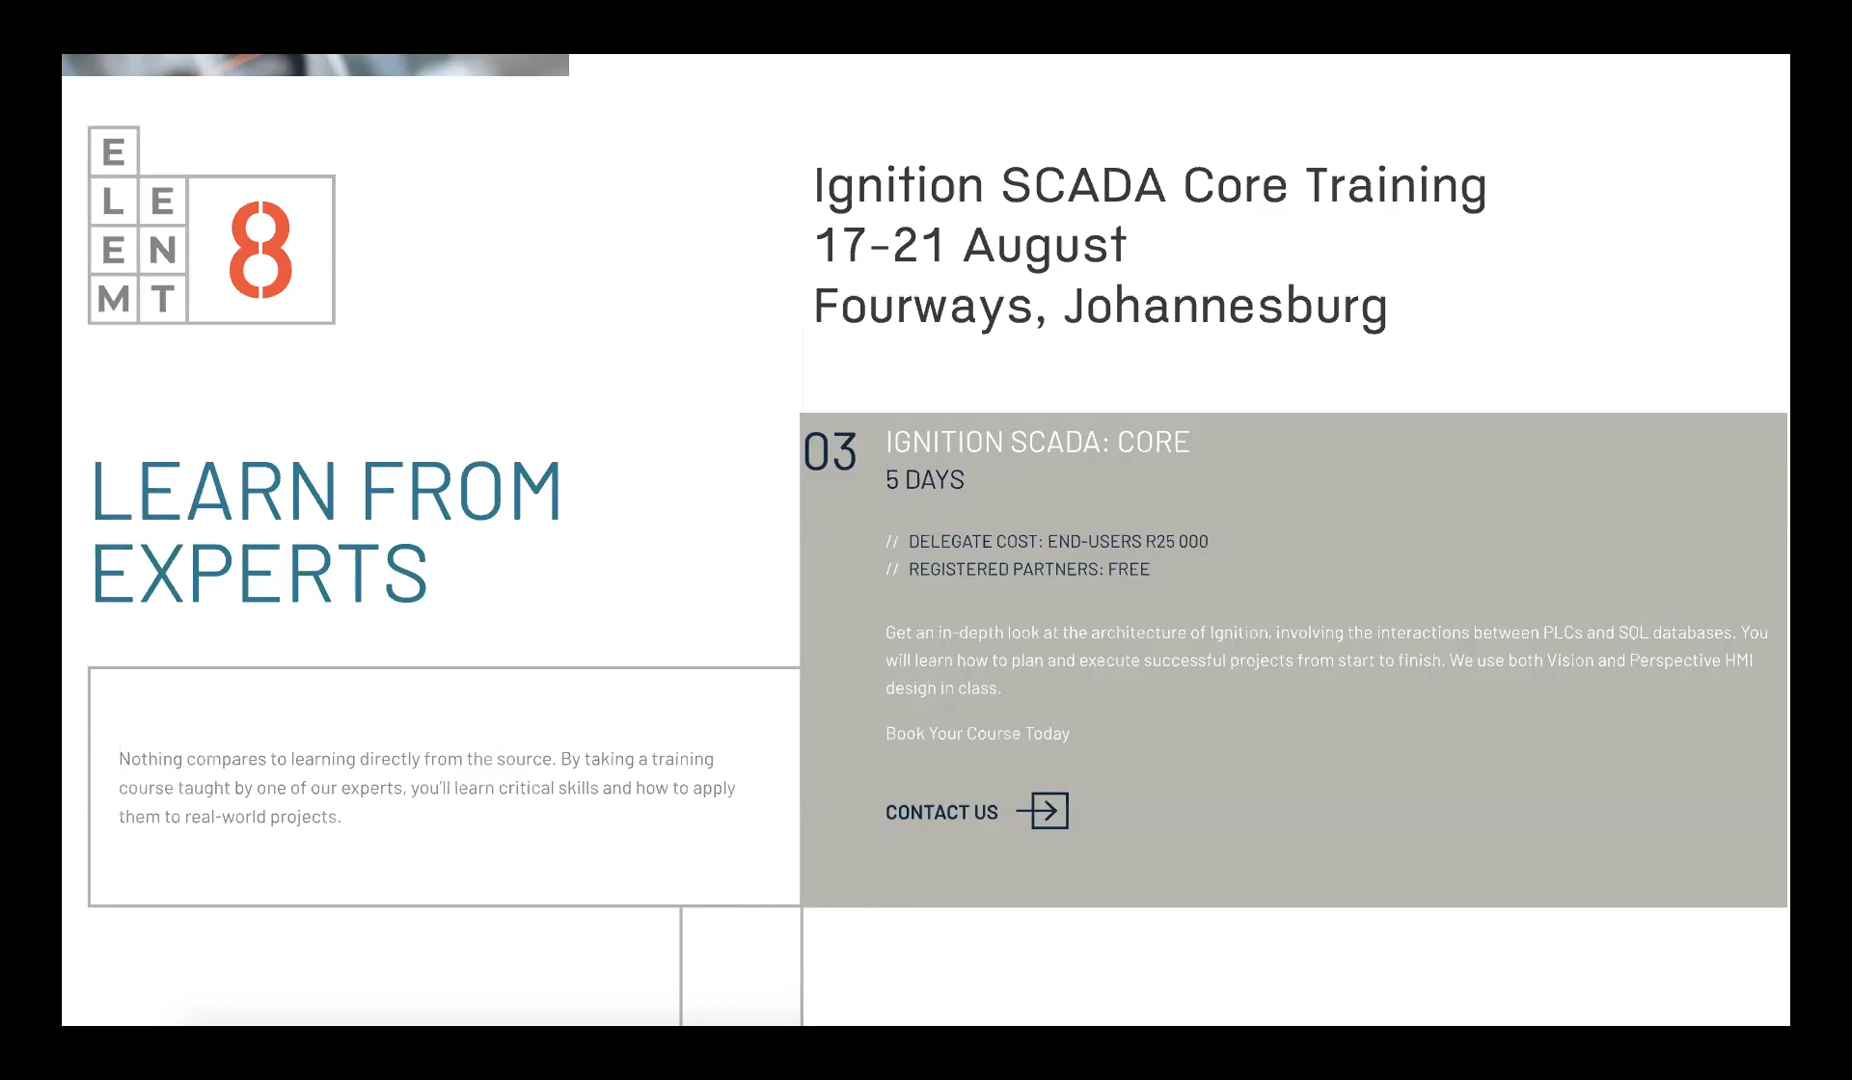 E
L E
E N
M T
8
Ignition SCADA Core Training
17-21 August
Fourways, Johannesburg
LEARN FROM
EXPERTS
Nothing compares to learning directly from the source. By taking a training
course taught by one of our experts, you'll learn critical skills and how to apply
them to real-world projects.
03
IGNITION SCADA: CORE
5 DAYS
// DELEGATE COST: END-USERS R25 000
// REGISTERED PARTNERS: FREE
Get an in-depth look at the architecture of Ignition, involving the interactions between PLCs and SQL databases. You
will learn how to plan and execute successful projects from start to finish. We use both Vision and Perspective HMI
design in class.
Book Your Course Today
CONTACT US